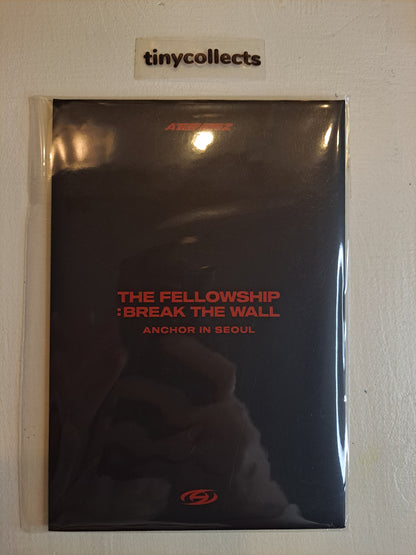 tinycollects
ATEEZ
THE FELLOWSHIP
:BREAK THE WALL
ANCHOR IN SEOUL